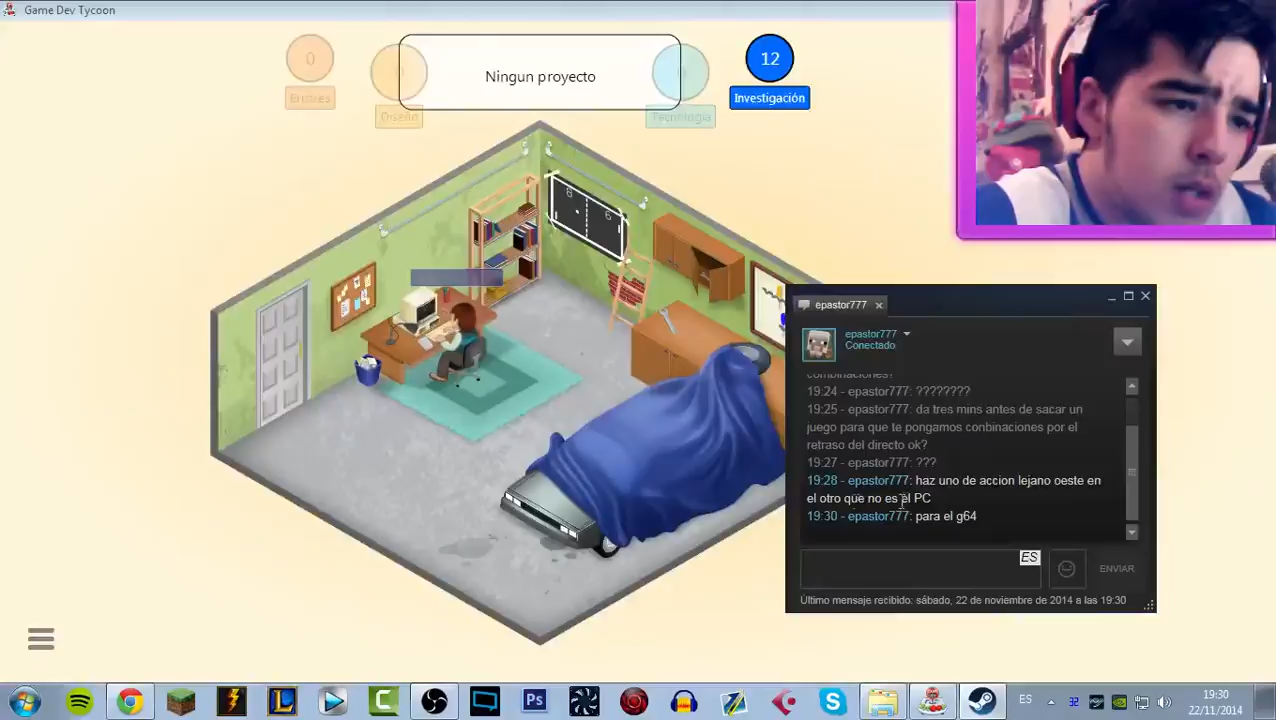 Game Dev Tycoon
0
Errores
Diseño
Ningun proyecto
Tecnología
12
Investigación
8 6
epastor777
epastor777
Conectado
combinaciones?
19:24 - epastor777: ????????
19:25 - epastor777: da tres mins antes de sacar un
juego para que te pongamos conbinaciones por el
retraso del directo ok?
19:27 - epastor777: ???
19:28 - epastor777: haz uno de accion lejano oeste en
el otro que no es el PC
19:30 - epastor777: para el g64
ES
ENVIAR
Último mensaje recibido: sábado, 22 de noviembre de 2014 a las 19:30
Ps
ES
19:30
22/11/2014